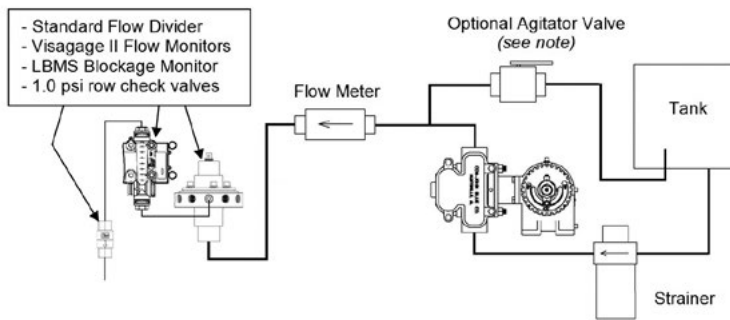 - Standard Flow Divider
- Visagage II Flow Monitors
- LBMS Blockage Monitor
- 1.0 psi row check valves
Optional Agitator Valve
(see note)
Flow Meter
Tank
Strainer